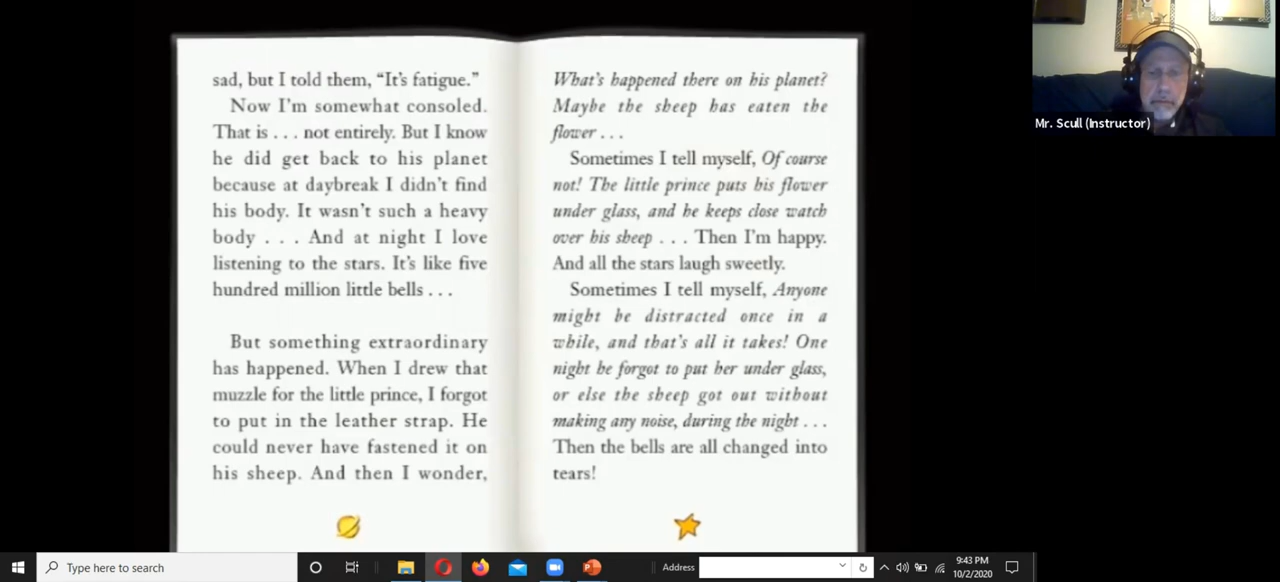 sad, but I told them, “It’s fatigue.”
Now I’m somewhat consoled.
That is . . . not entirely. But I know
he did get back to his planet
because at daybreak I didn’t find
his body. It wasn’t such a heavy
body . . . And at night I love
listening to the stars. It’s like five
hundred million little bells . . .
But something extraordinary
has happened. When I drew that
muzzle for the little prince, I forgot
to put in the leather strap. He
could never have fastened it on
his sheep. And then I wonder,
What’s happened there on his planet?
Maybe the sheep has eaten the
flower . . .
Sometimes I tell myself, Of course
not! The little prince puts his flower
under glass, and he keeps close watch
over his sheep . . . Then I’m happy.
And all the stars laugh sweetly.
Sometimes I tell myself, Anyone
might be distracted once in a
while, and that’s all it takes! One
night he forgot to put her under glass,
or else the sheep got out without
making any noise, during the night . . .
Then the bells are all changed into
tears!
Mr. Scull (Instructor)
Type here to search
Address
9:43 PM
10/2/2020